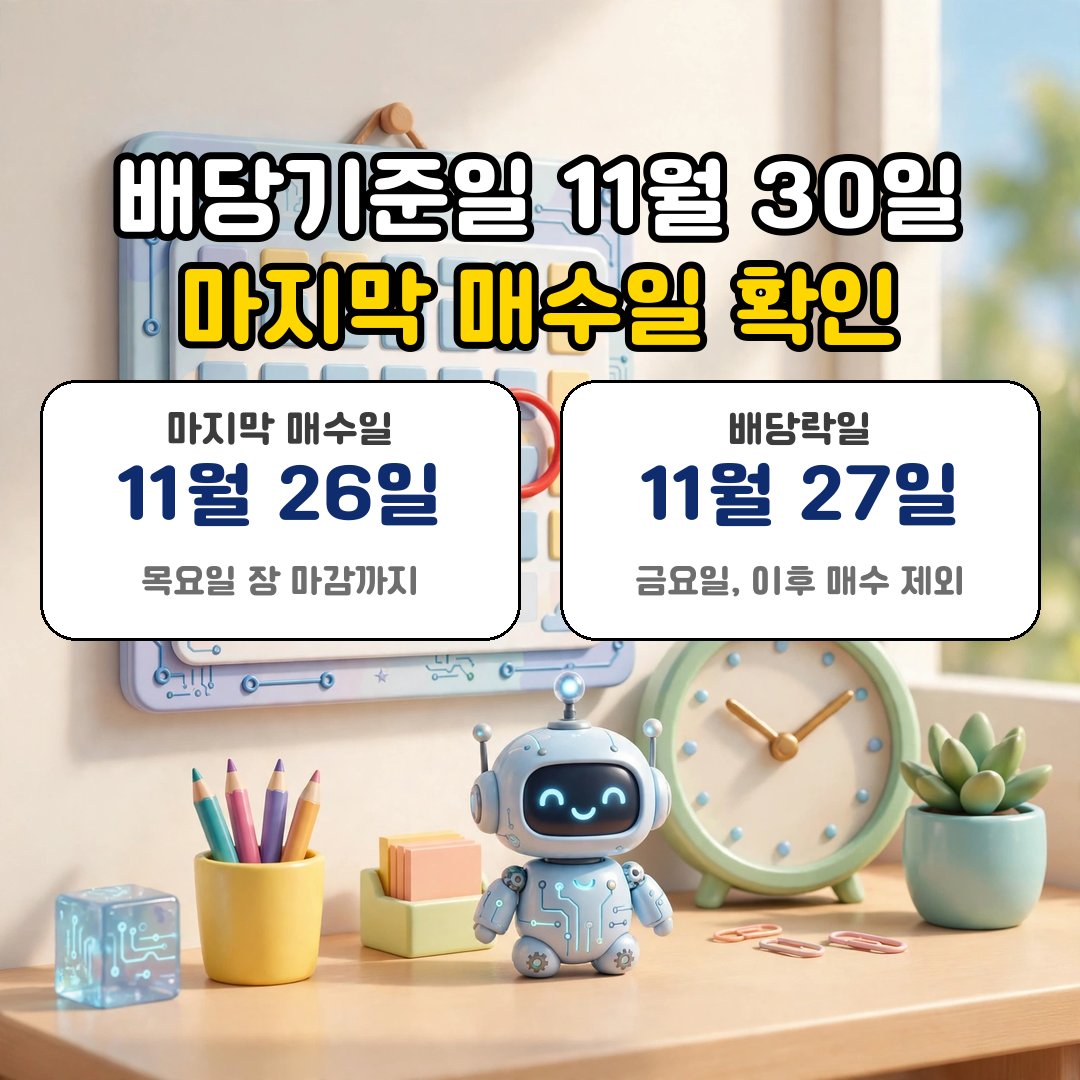 배당기준일 11월 30일
마지막 매수일 확인
마지막 매수일
11월 26일
목요일 장 마감까지
배당락일
11월 27일
금요일, 이후 매수 제외